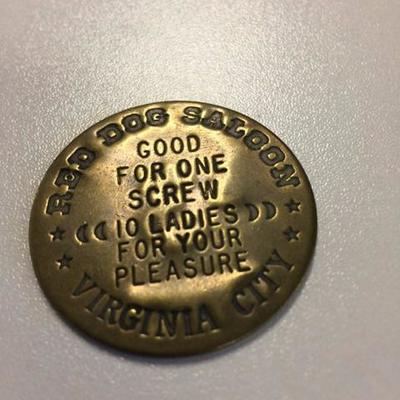 RED DOG SALOON
GOOD
FOR ONE
SCREW
10 LADIES
FOR YOUR
PLEASURE
VIRGINIA CITY